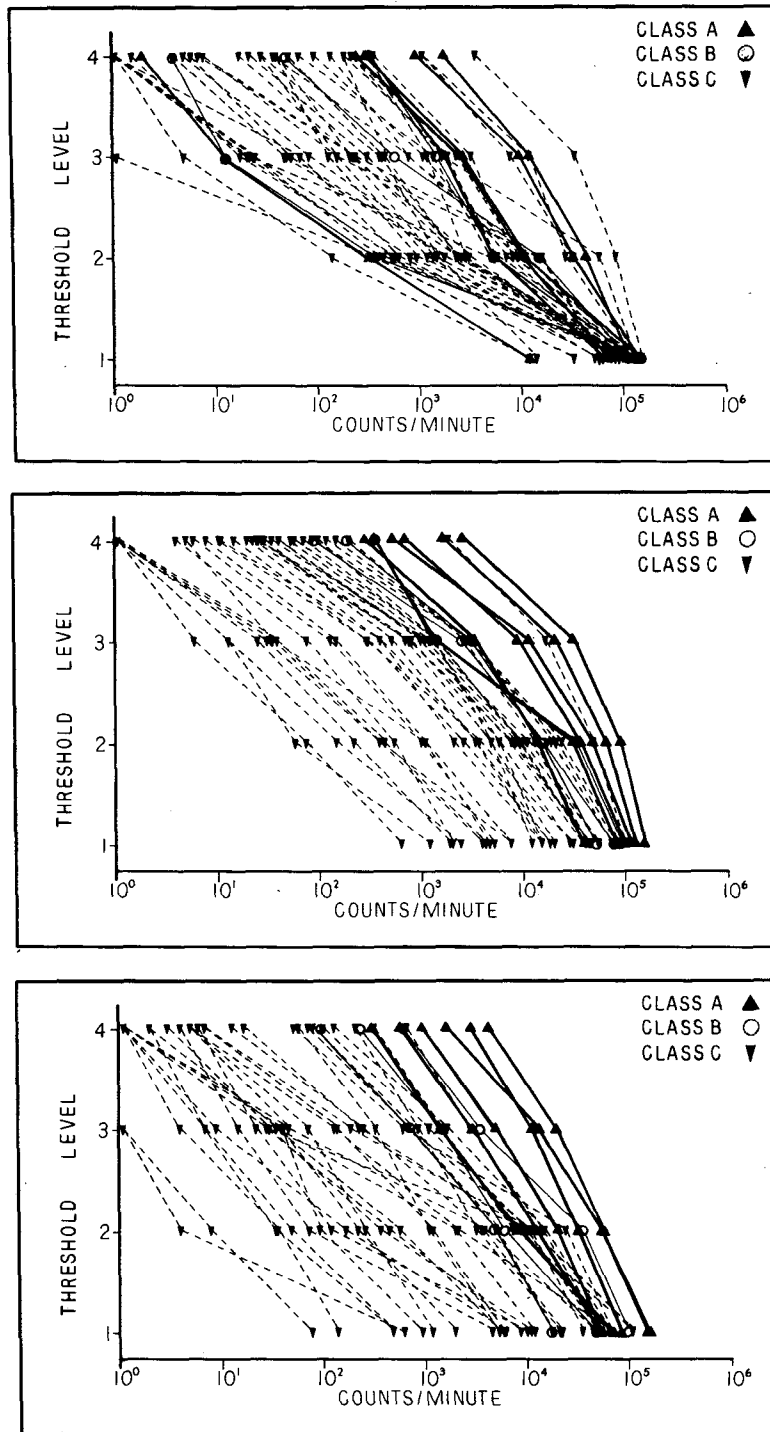 CLASS A ▲
CLASS B ○
CLASS C ▼
THRESHOLD LEVEL
4
3
2
1
10⁰ 10¹ 10² 10³ 10⁴ 10⁵ 10⁶
COUNTS/MINUTE
CLASS A ▲
CLASS B ○
CLASS C ▼
THRESHOLD LEVEL
4
3
2
1
10⁰ 10¹ 10² 10³ 10⁴ 10⁵ 10⁶
COUNTS/MINUTE
CLASS A ▲
CLASS B ○
CLASS C ▼
THRESHOLD LEVEL
4
3
2
1
10⁰ 10¹ 10² 10³ 10⁴ 10⁵ 10⁶
COUNTS/MINUTE